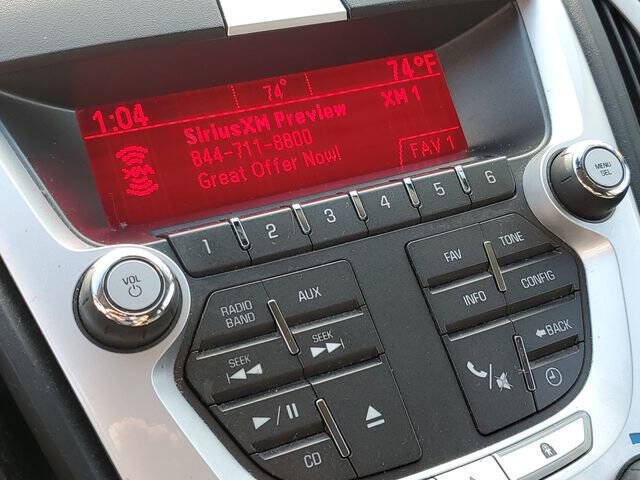 1:04 74° 74°F
SiriusXM Preview XM 1
844-711-8800
Great Offer Now! FAV 1
1 2 3 4 5 6
MENU
SEL
VOL
RADIO
BAND
AUX
FAV
TONE
INFO
CONFIG
SEEK
SEEK
BACK
CD